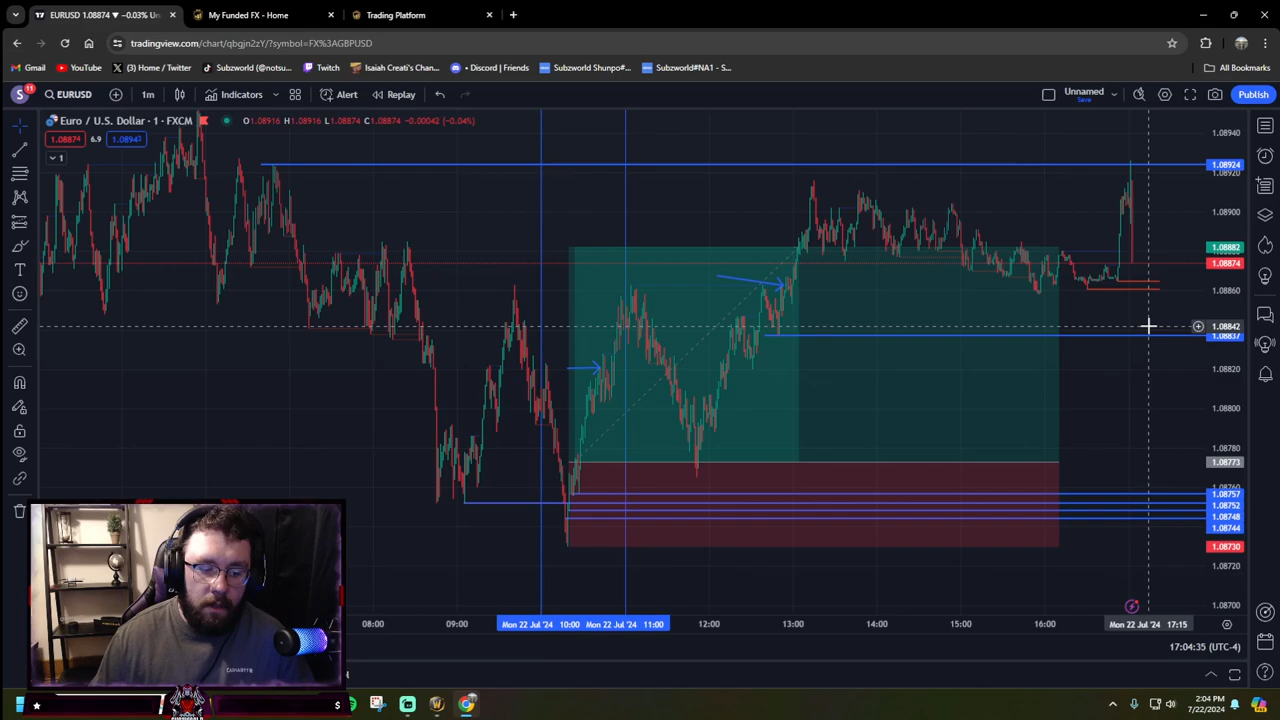 EURUSD 1.08874 ▼ −0.03% Un
My Funded FX - Home
Trading Platform
tradingview.com/chart/qbgjn2zY/?symbol=FX%3AGBPUSD
Gmail
YouTube
(3) Home / Twitter
TikTok (@notsu...
Twitch
Isaiah Creati's Chan...
Discord | Friends
Subzworld Shunpo#...
Subzworld#NA1 - S...
All Bookmarks
S
11
EURUSD
1m
Indicators
Alert
Replay
Unnamed
Save
Publish
Euro / U.S. Dollar · 1 · FXCM
O1.08916 H1.08916 L1.08874 C1.08874 −0.00042 (−0.04%)
1.08874
6.9
1.08943
1
1.08940
1.08924
1.08920
1.08900
1.08882
1.08874
1.08860
1.08842
1.08837
1.08820
1.08800
1.08780
1.08773
1.08757
1.08752
1.08748
1.08744
1.08730
1.08720
1.08700
08:00
09:00
Mon 22 Jul '24 10:00
Mon 22 Jul '24 11:00
12:00
13:00
14:00
15:00
16:00
Mon 22 Jul '24 17:15
17:04:35 (UTC-4)
CARHARTT
$
2:04 PM
7/22/2024